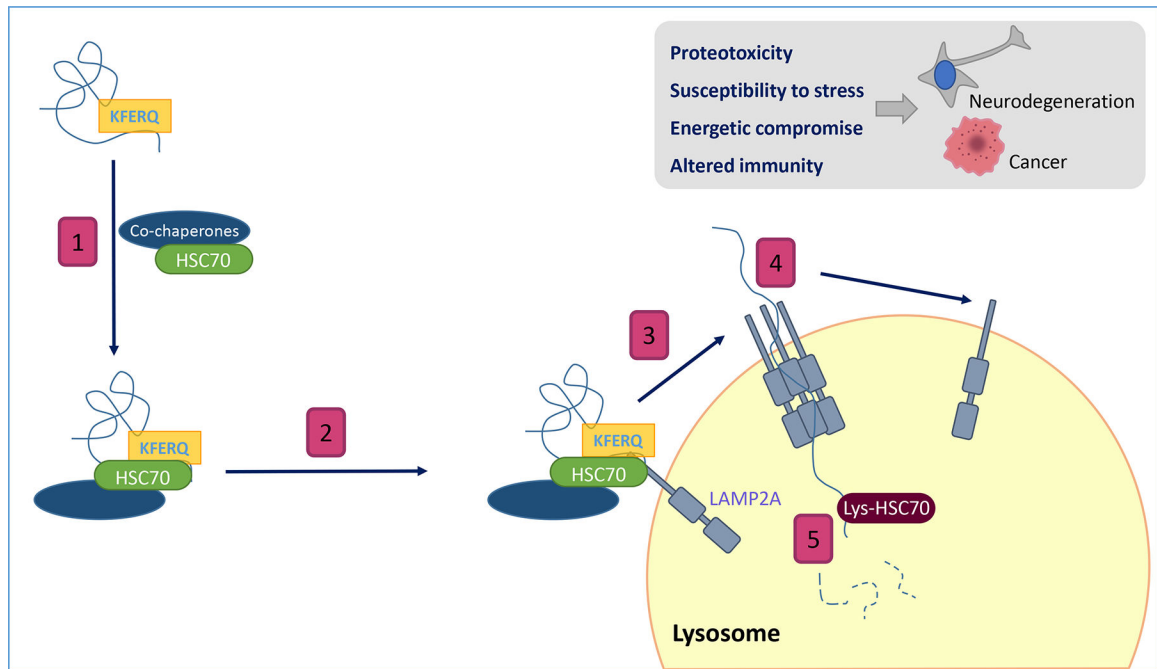 KFERQ
1
Co-chaperones
HSC70
KFERQ
HSC70
2
KFERQ
HSC70
LAMP2A
3
4
5
Lys-HSC70
Lysosome
Proteotoxicity
Susceptibility to stress
Energetic compromise
Altered immunity
Neurodegeneration
Cancer